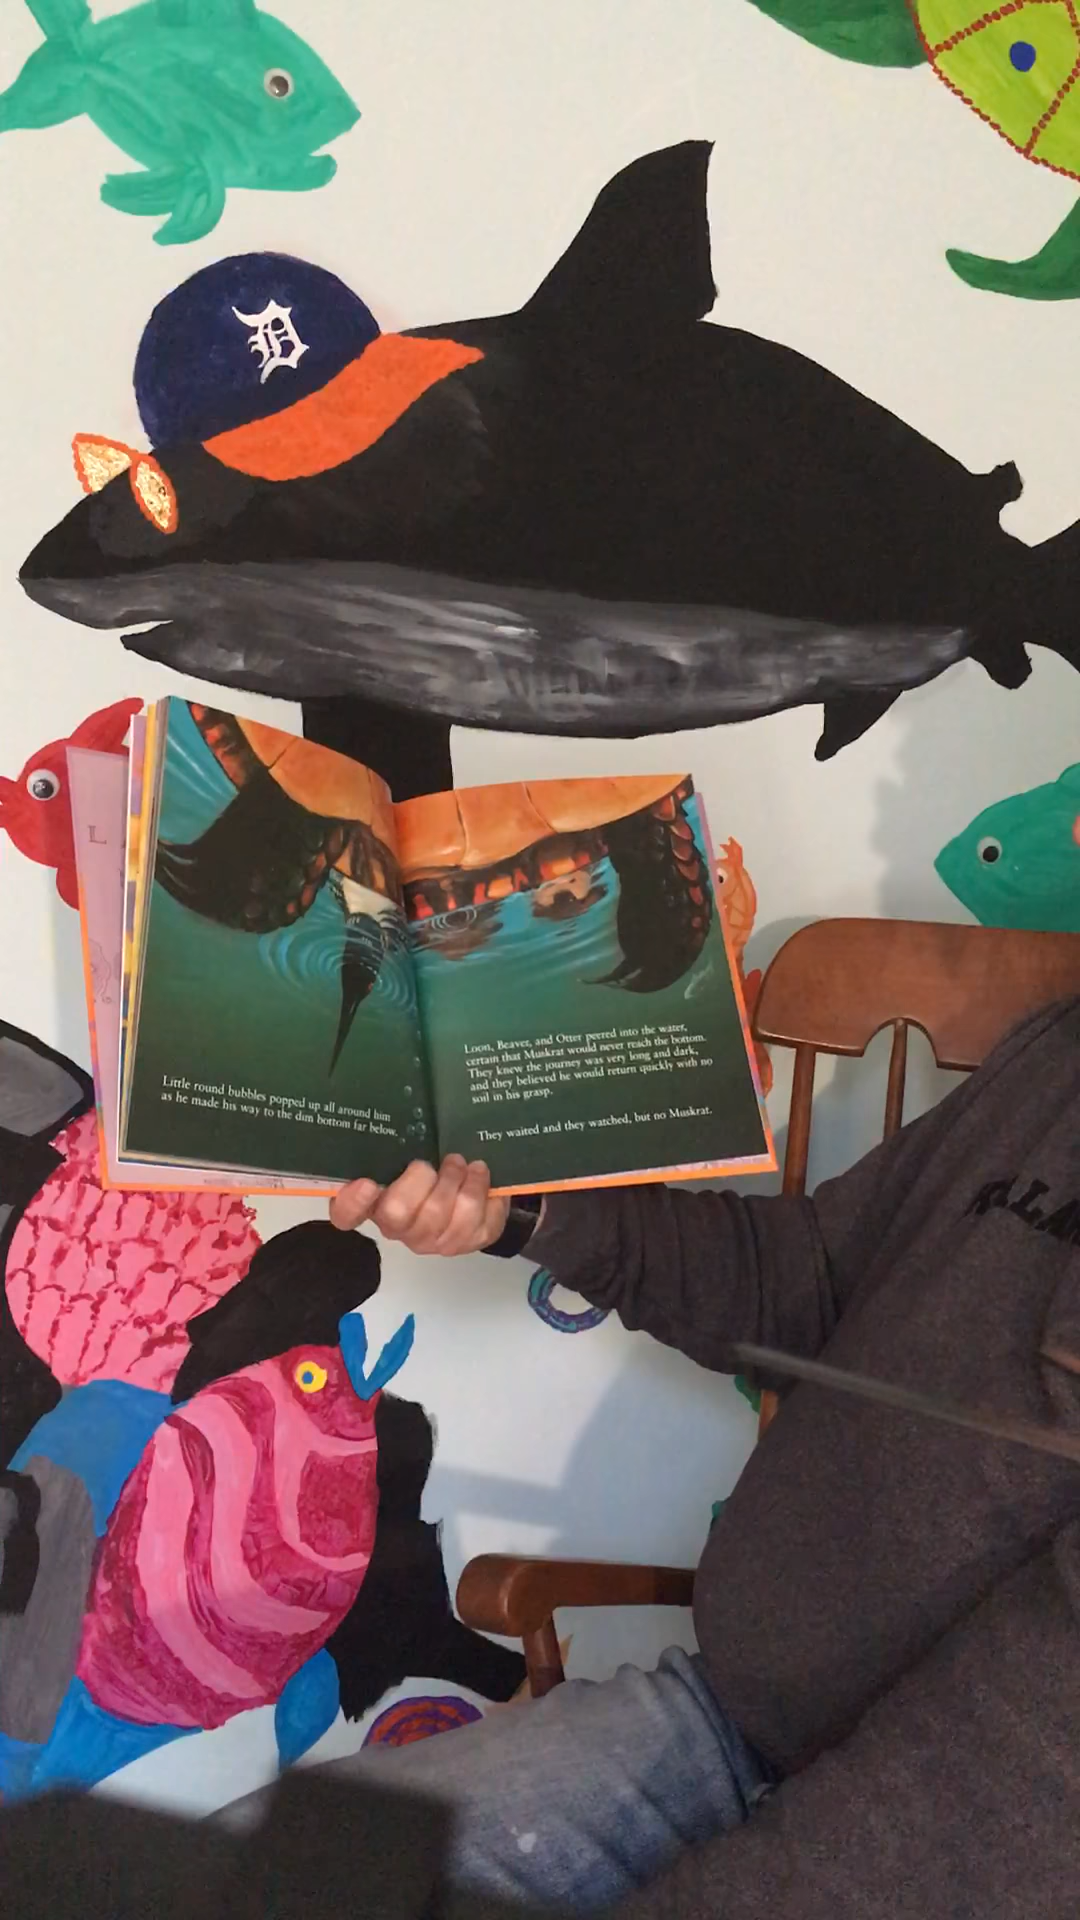 D
L
Little round bubbles popped up all around him
as he made his way to the dim bottom far below.
Loon, Beaver, and Otter peered into the water,
certain that Muskrat would never reach the bottom.
They knew the journey was very long and dark,
and they believed he would return quickly with no
soil in his grasp.
They waited and they watched, but no Muskrat.